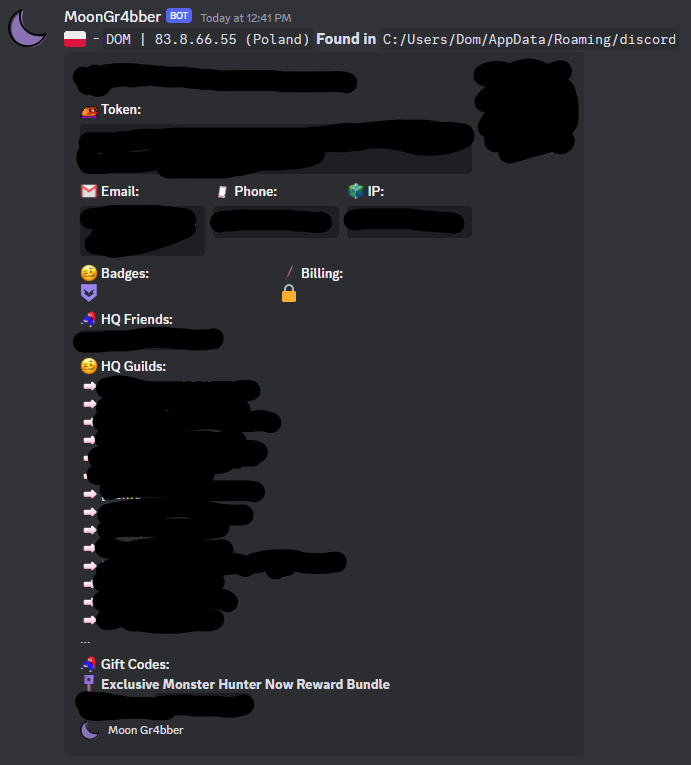 MoonGr4bber BOT Today at 12:41 PM
- DOM | 83.8.66.55 (Poland) Found in C:/Users/Dom/AppData/Roaming/discord
Token:
Email: Phone: IP:
Badges: Billing:
HQ Friends:
HQ Guilds:
...
Gift Codes:
Exclusive Monster Hunter Now Reward Bundle
Moon Gr4bber